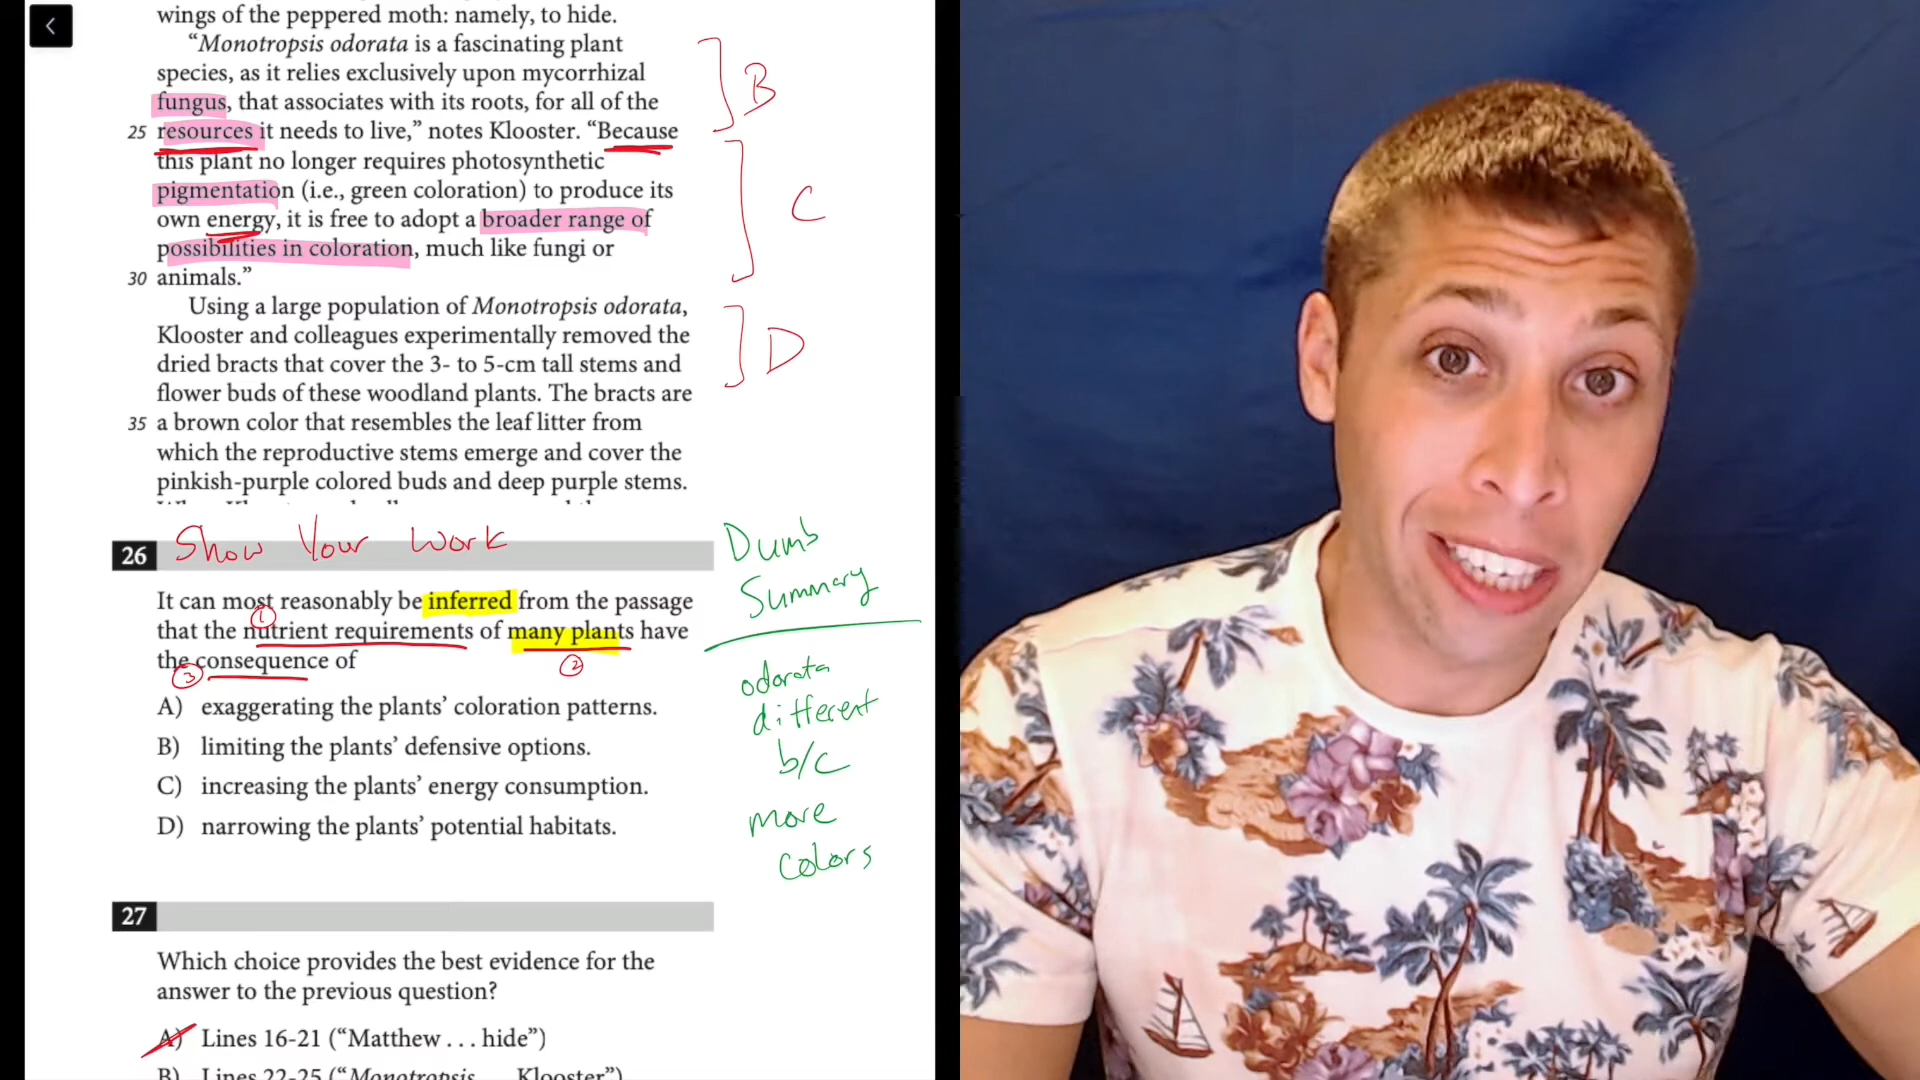 wings of the peppered moth: namely, to hide.
“Monotropsis odorata is a fascinating plant
species, as it relies exclusively upon mycorrhizal
fungus, that associates with its roots, for all of the
25 resources it needs to live,” notes Klooster. “Because
this plant no longer requires photosynthetic
pigmentation (i.e., green coloration) to produce its
own energy, it is free to adopt a broader range of
possibilities in coloration, much like fungi or
30 animals.”
Using a large population of Monotropsis odorata,
Klooster and colleagues experimentally removed the
dried bracts that cover the 3- to 5-cm tall stems and
flower buds of these woodland plants. The bracts are
35 a brown color that resembles the leaf litter from
which the reproductive stems emerge and cover the
pinkish-purple colored buds and deep purple stems.
B
C
D
26 Show Your Work
It can most reasonably be inferred from the passage
that the nutrient requirements of many plants have
the consequence of
1
2
3
A) exaggerating the plants’ coloration patterns.
B) limiting the plants’ defensive options.
C) increasing the plants’ energy consumption.
D) narrowing the plants’ potential habitats.
Dumb
Summary
odorata
different
b/c
more
colors
27
Which choice provides the best evidence for the
answer to the previous question?
A) Lines 16-21 (“Matthew . . . hide”)
B) Lines 22-25 (“Monotropsis . . . Klooster”)